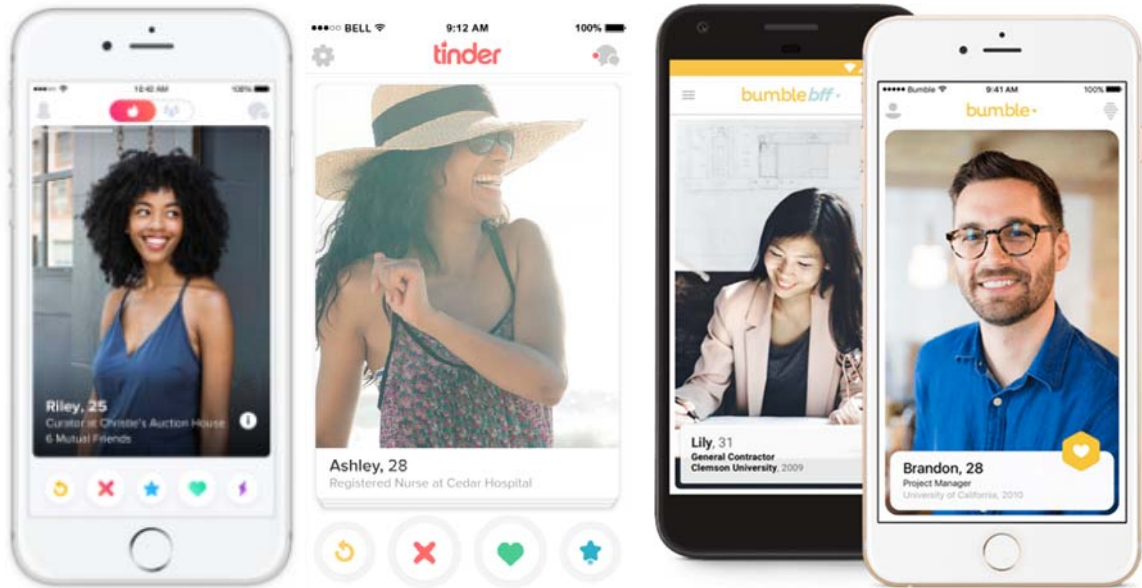 10:42 AM
100%
Riley, 25
Curator at Christie's Auction House
6 Mutual Friends
BELL
9:12 AM
100%
tinder
Ashley, 28
Registered Nurse at Cedar Hospital
bumble bff
Lily, 31
General Contractor
Clemson University, 2009
Bumble
9:41 AM
100%
bumble
Brandon, 28
Project Manager
University of California, 2010